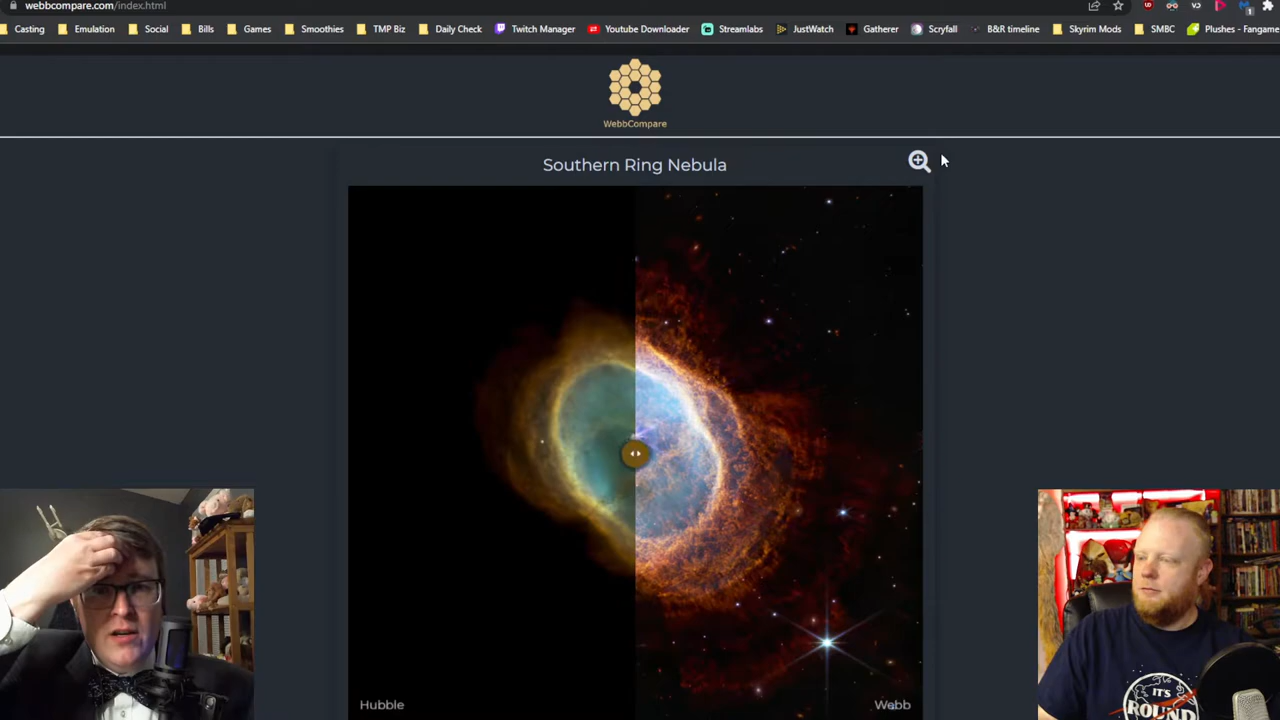 webbcompare.com/index.html
Casting Emulation Social Bills Games Smoothies TMP Biz Daily Check Twitch Manager Youtube Downloader Streamlabs JustWatch Gatherer Scryfall B&R timeline Skyrim Mods SMBC Plushes - Fangame
WebbCompare
Southern Ring Nebula
Hubble Webb
IT'S
ROUND